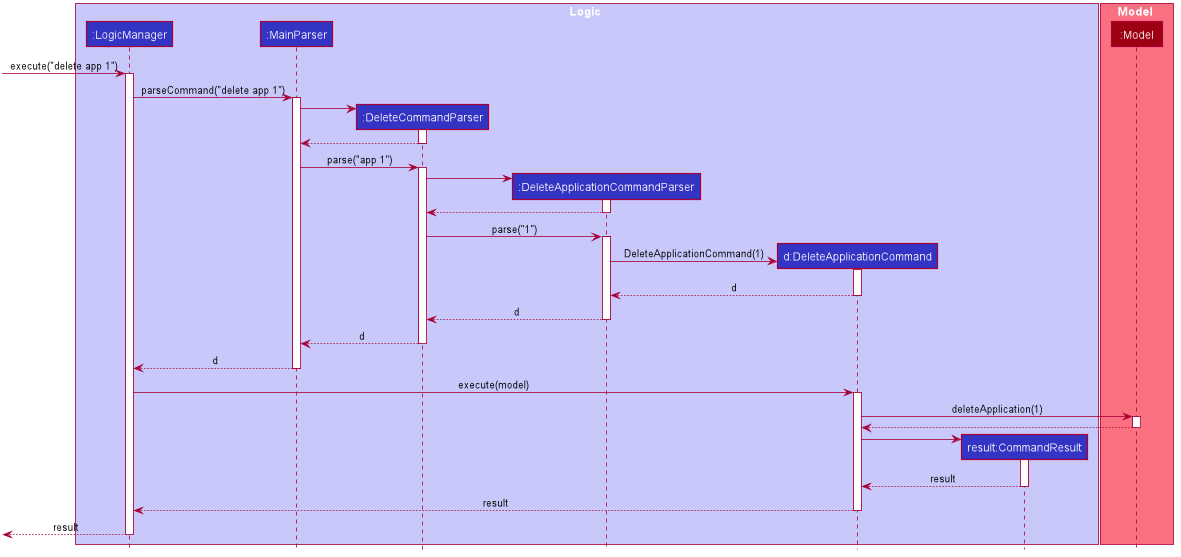 Logic
Model
:LogicManager
:MainParser
:Model
execute("delete app 1")
parseCommand("delete app 1")
:DeleteCommandParser
parse("app 1")
:DeleteApplicationCommandParser
parse("1")
DeleteApplicationCommand(1)
d:DeleteApplicationCommand
d
d
d
d
execute(model)
deleteApplication(1)
result:CommandResult
result
result
result